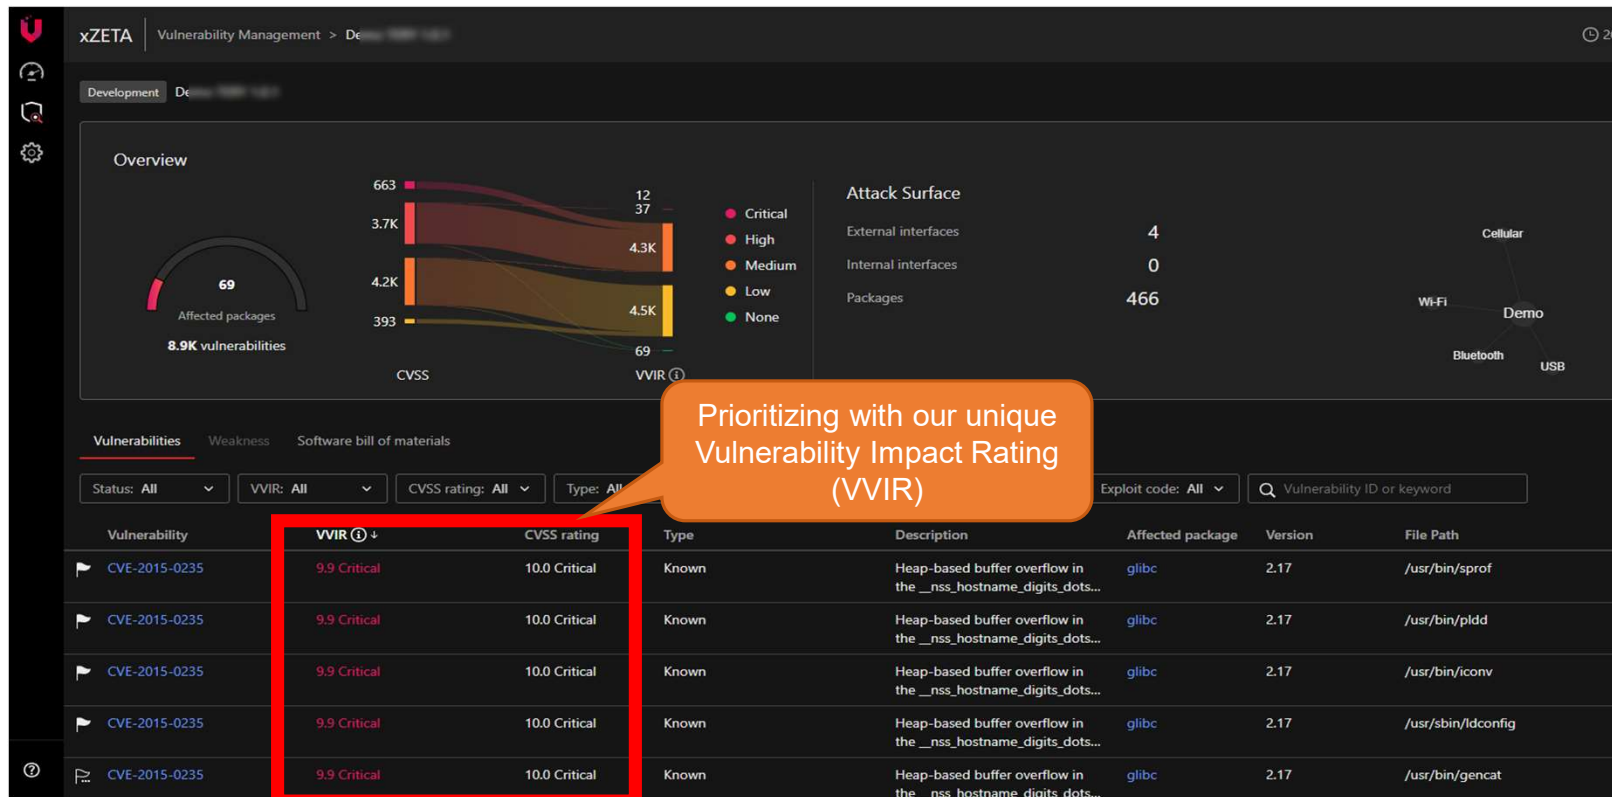 xZETA
Vulnerability Management > De
20
Development De
Overview
663
3.7K
4.2K
393
12
37
4.3K
4.5K
69
CVSS
VVIR
69
Affected packages
8.9K vulnerabilities
Critical
High
Medium
Low
None
Attack Surface
External interfaces 4
Internal interfaces 0
Packages 466
Cellular
Wi-Fi
Demo
Bluetooth
USB
Prioritizing with our unique
Vulnerability Impact Rating
(VVIR)
Vulnerabilities Weakness Software bill of materials
Status: All VVIR: All CVSS rating: All Type: All Exploit code: All Vulnerability ID or keyword
Vulnerability VVIR CVSS rating Type Description Affected package Version File Path
CVE-2015-0235 9.9 Critical 10.0 Critical Known Heap-based buffer overflow in glibc 2.17 /usr/bin/sprof
the __nss_hostname_digits_dots...
CVE-2015-0235 9.9 Critical 10.0 Critical Known Heap-based buffer overflow in glibc 2.17 /usr/bin/pldd
the __nss_hostname_digits_dots...
CVE-2015-0235 9.9 Critical 10.0 Critical Known Heap-based buffer overflow in glibc 2.17 /usr/bin/iconv
the __nss_hostname_digits_dots...
CVE-2015-0235 9.9 Critical 10.0 Critical Known Heap-based buffer overflow in glibc 2.17 /usr/sbin/ldconfig
the __nss_hostname_digits_dots...
CVE-2015-0235 9.9 Critical 10.0 Critical Known Heap-based buffer overflow in glibc 2.17 /usr/bin/gencat
the __nss_hostname_digits_dots...